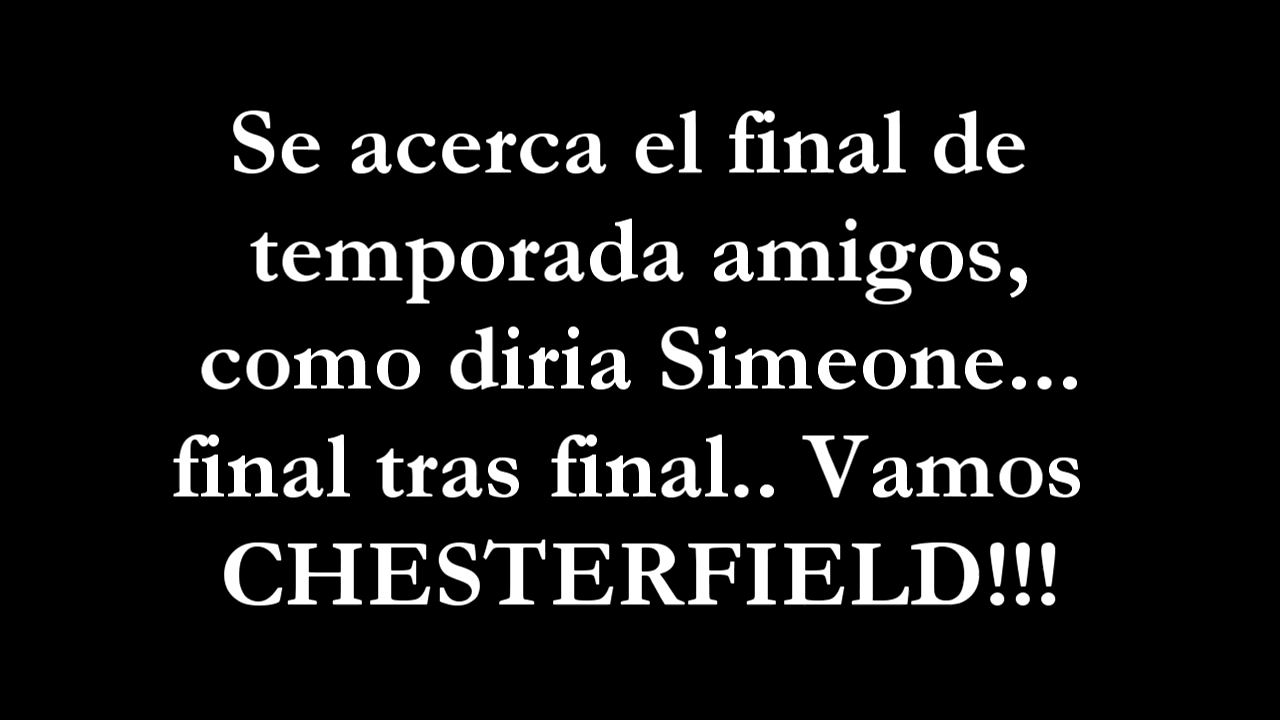 Se acerca el final de
temporada amigos,
como diria Simeone...
final tras final.. Vamos
CHESTERFIELD!!!